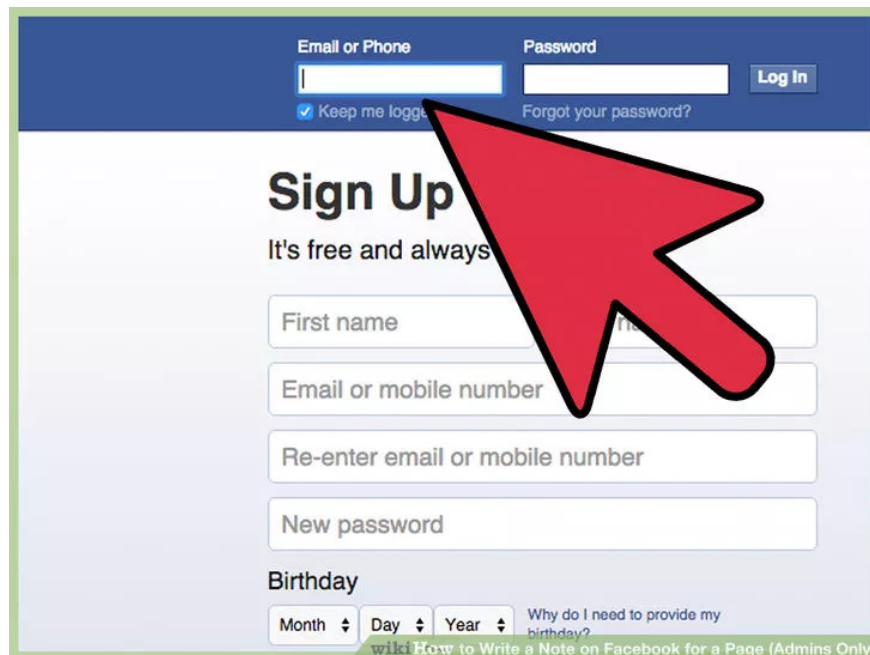 Email or Phone Password
Log In
Keep me logge Forgot your password?
Sign Up
It's free and always
First name
Email or mobile number
Re-enter email or mobile number
New password
Birthday
Month Day Year Why do I need to provide my
birthday?
wikiHow to Write a Note on Facebook for a Page (Admins Only